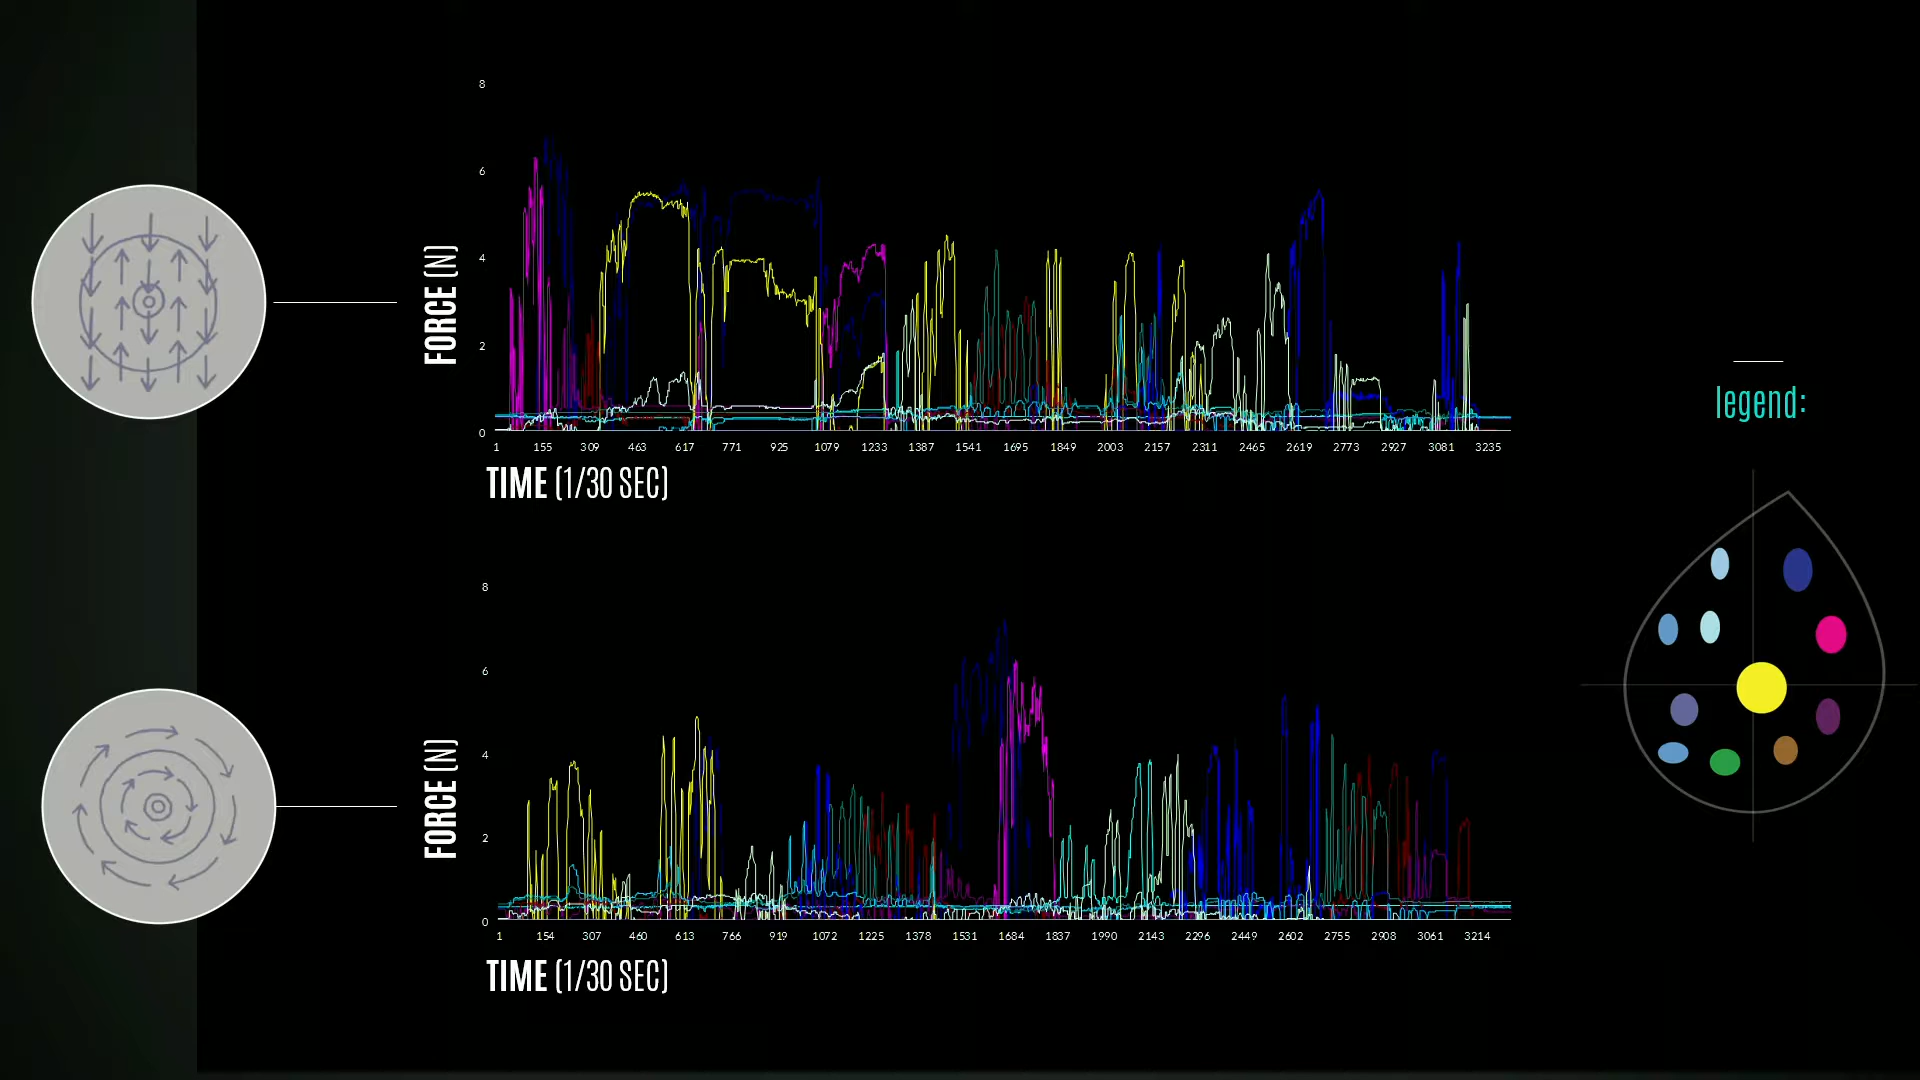 8
6
4
2
0
FORCE (N)
1 155 309 463 617 771 925 1079 1233 1387 1541 1695 1849 2003 2157 2311 2465 2619 2773 2927 3081 3235
TIME (1/30 SEC)
legend:
8
6
4
2
0
FORCE (N)
1 154 307 460 613 766 919 1072 1225 1378 1531 1684 1837 1990 2143 2296 2449 2602 2755 2908 3061 3214
TIME (1/30 SEC)